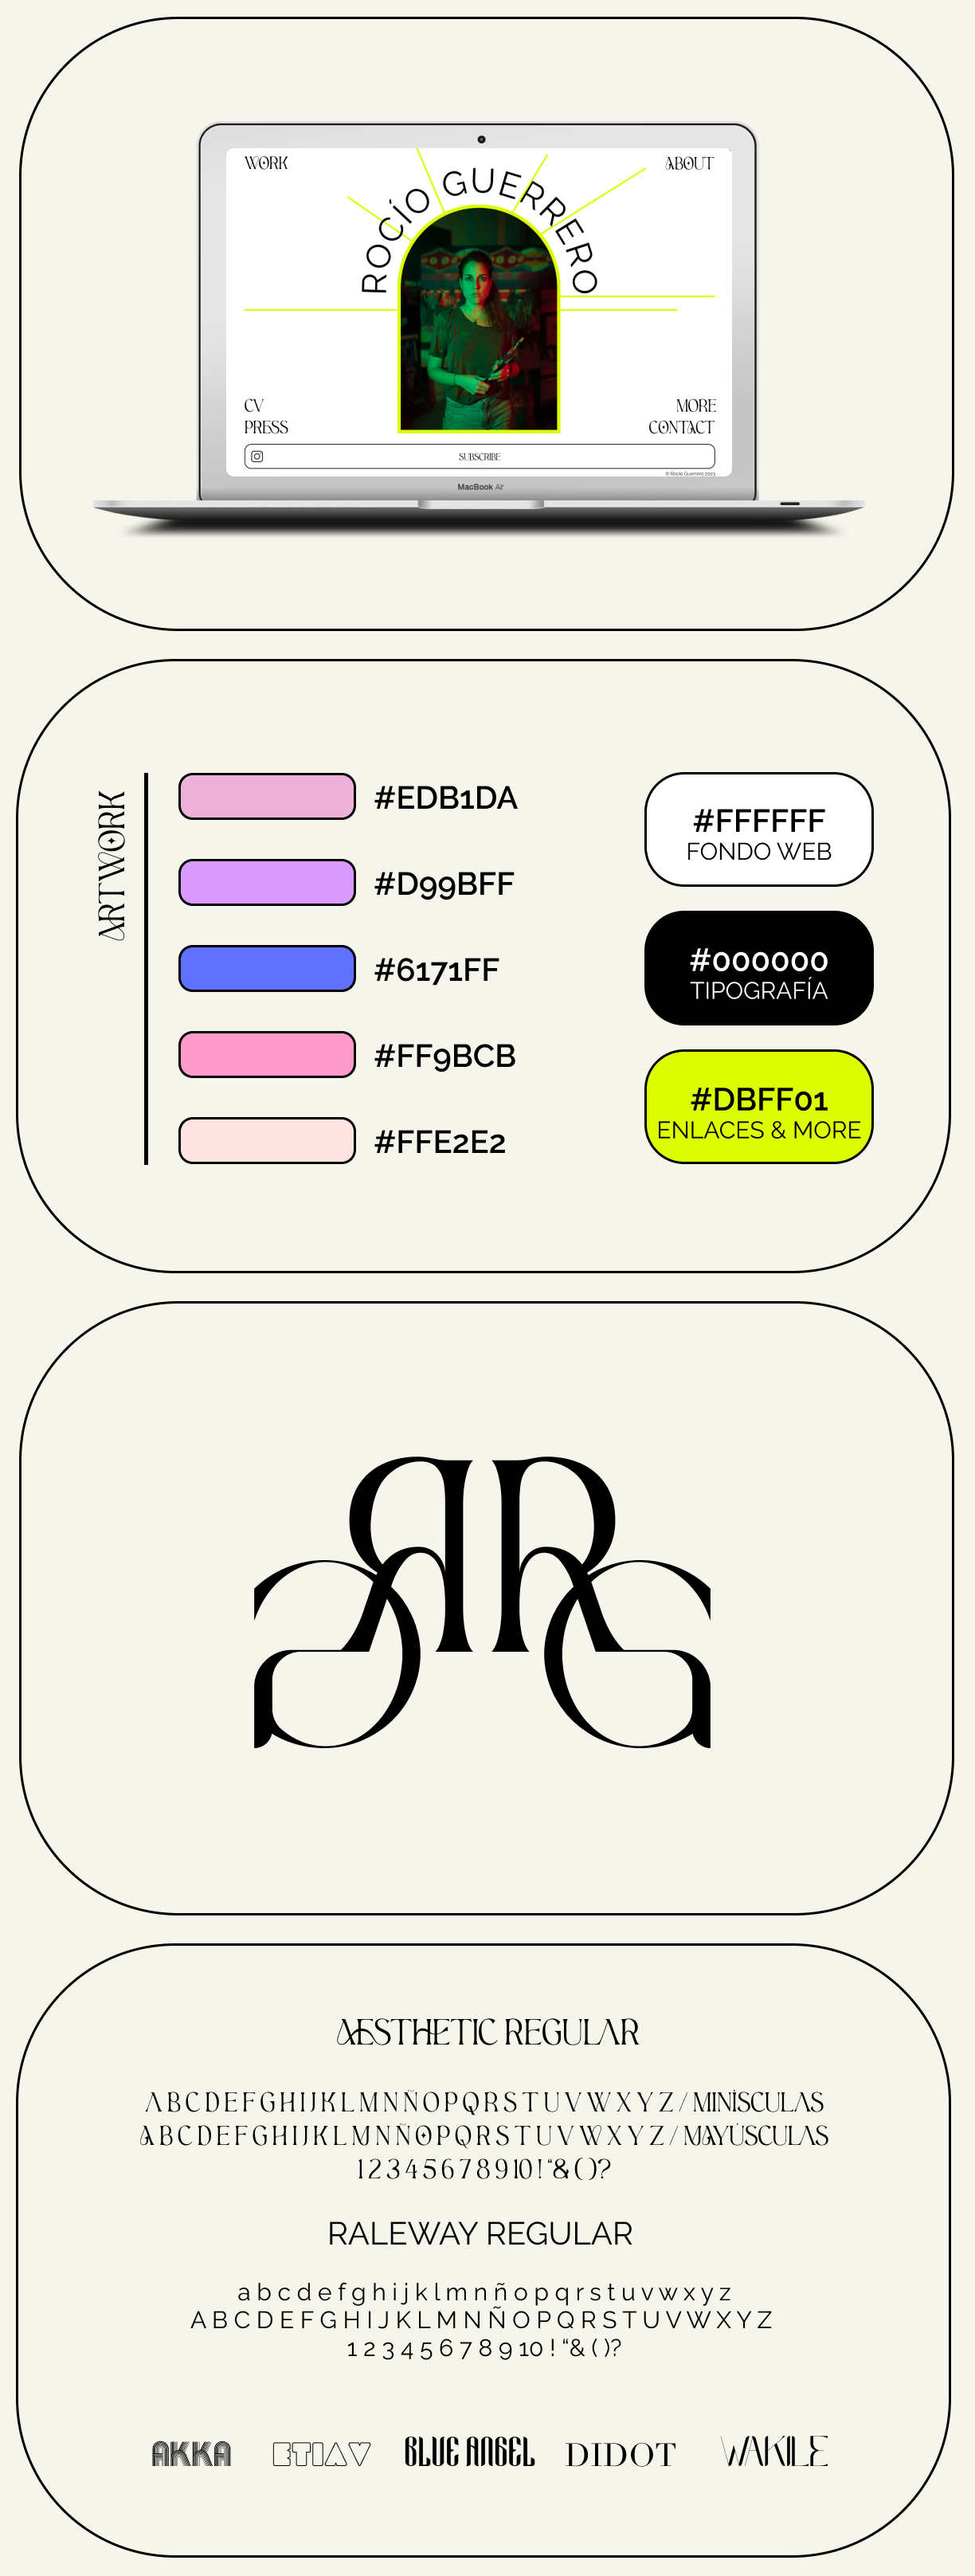 WORK
ABOUT
ROCÍO GUERRERO
CV
PRESS
MORE
CONTACT
SUBSCRIBE
© Rocío Guerrero 2023
MacBook Air
ARTWORK
#EDB1DA
#D99BFF
#6171FF
#FF9BCB
#FFE2E2
#FFFFFF
FONDO WEB
#000000
TIPOGRAFÍA
#DBFF01
ENLACES & MORE
RG
AESTHETIC REGULAR
A B C D E F G H I J K L M N Ñ O P Q R S T U V W X Y Z / MINÍSCULAS
A B C D E F G H I J K L M N Ñ O P Q R S T U V W X Y Z / MAYÚSCULAS
1 2 3 4 5 6 7 8 9 10 ! “& ( )?
RALEWAY REGULAR
a b c d e f g h i j k l m n ñ o p q r s t u v w x y z
A B C D E F G H I J K L M N Ñ O P Q R S T U V W X Y Z
1 2 3 4 5 6 7 8 9 10 ! “& ( )?
AKKA
ETIAV
BLUE ANGEL
DIDOT
WAKILE